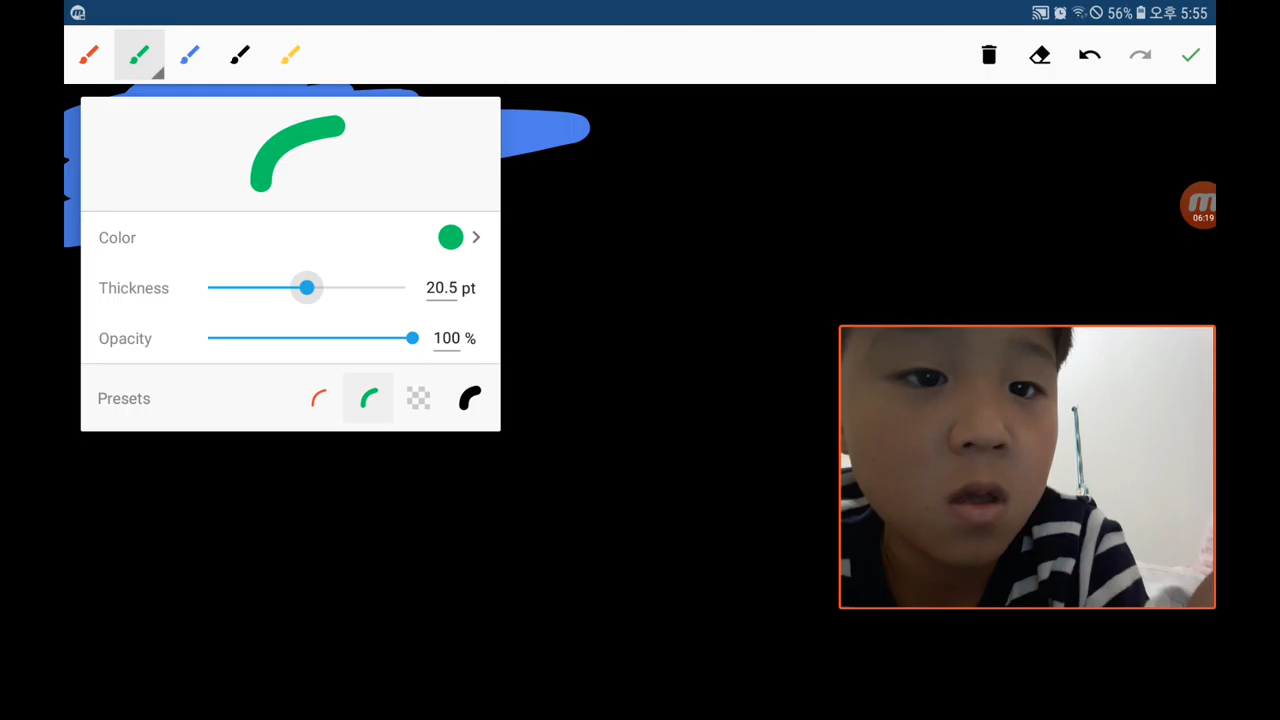 56% 오후 5:55
06:19
Color
Thickness 20.5 pt
Opacity 100 %
Presets